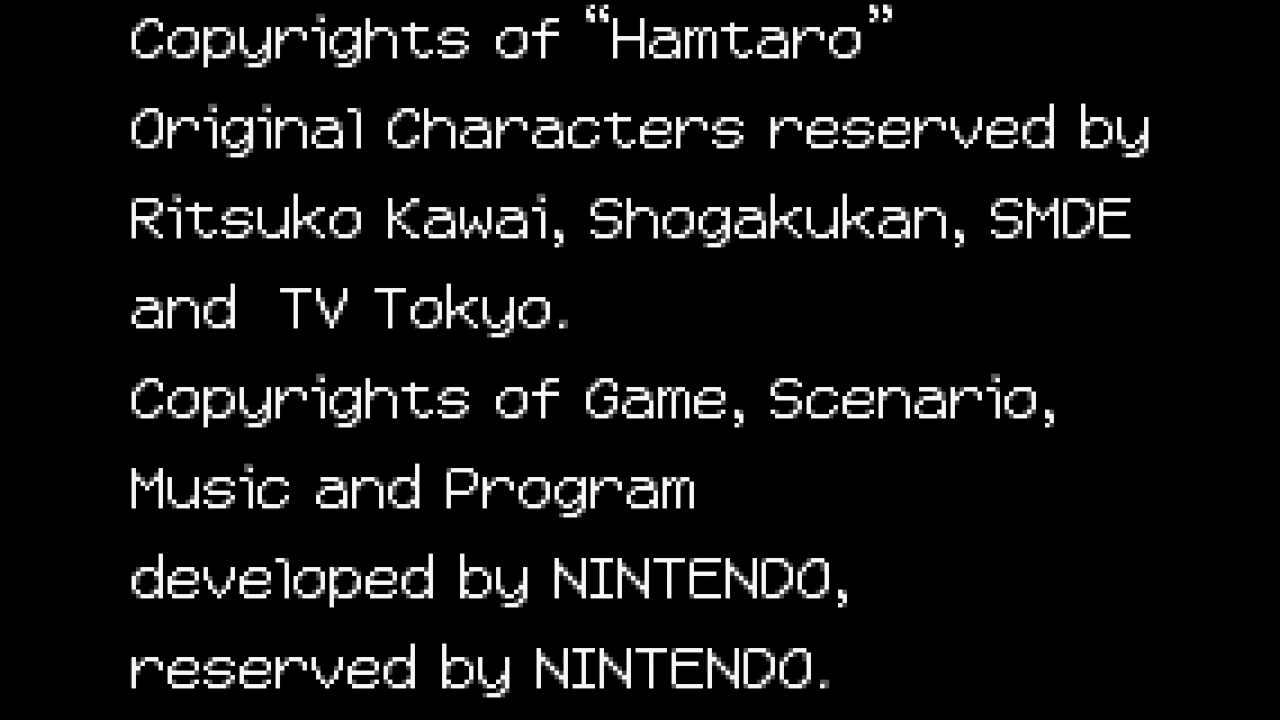 Copyrights of “Hamtaro”
Original Characters reserved by
Ritsuko Kawai, Shogakukan, SMDE
and  TV Tokyo.
Copyrights of Game, Scenario,
Music and Program
developed by NINTENDO,
reserved by NINTENDO.